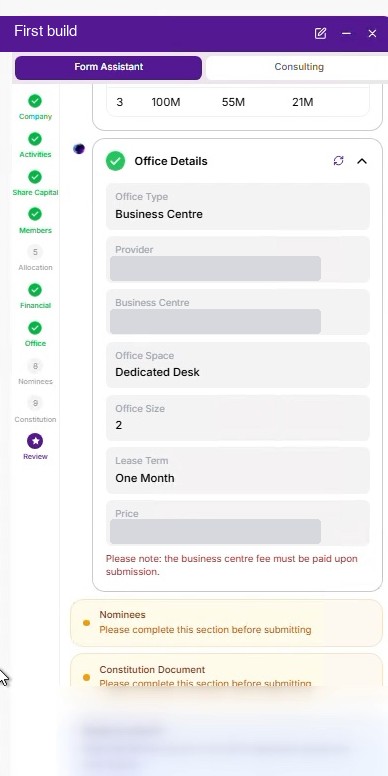 First build
Form Assistant
Consulting
3 100M 55M 21M
Company
Activities
Share Capital
Members
5
Allocation
Financial
Office
8
Nominees
9
Constitution
Review
Office Details
Office Type
Business Centre
Provider
Business Centre
Office Space
Dedicated Desk
Office Size
2
Lease Term
One Month
Price
Please note: the business centre fee must be paid upon
submission.
Nominees
Please complete this section before submitting
Constitution Document
Please complete this section before submitting